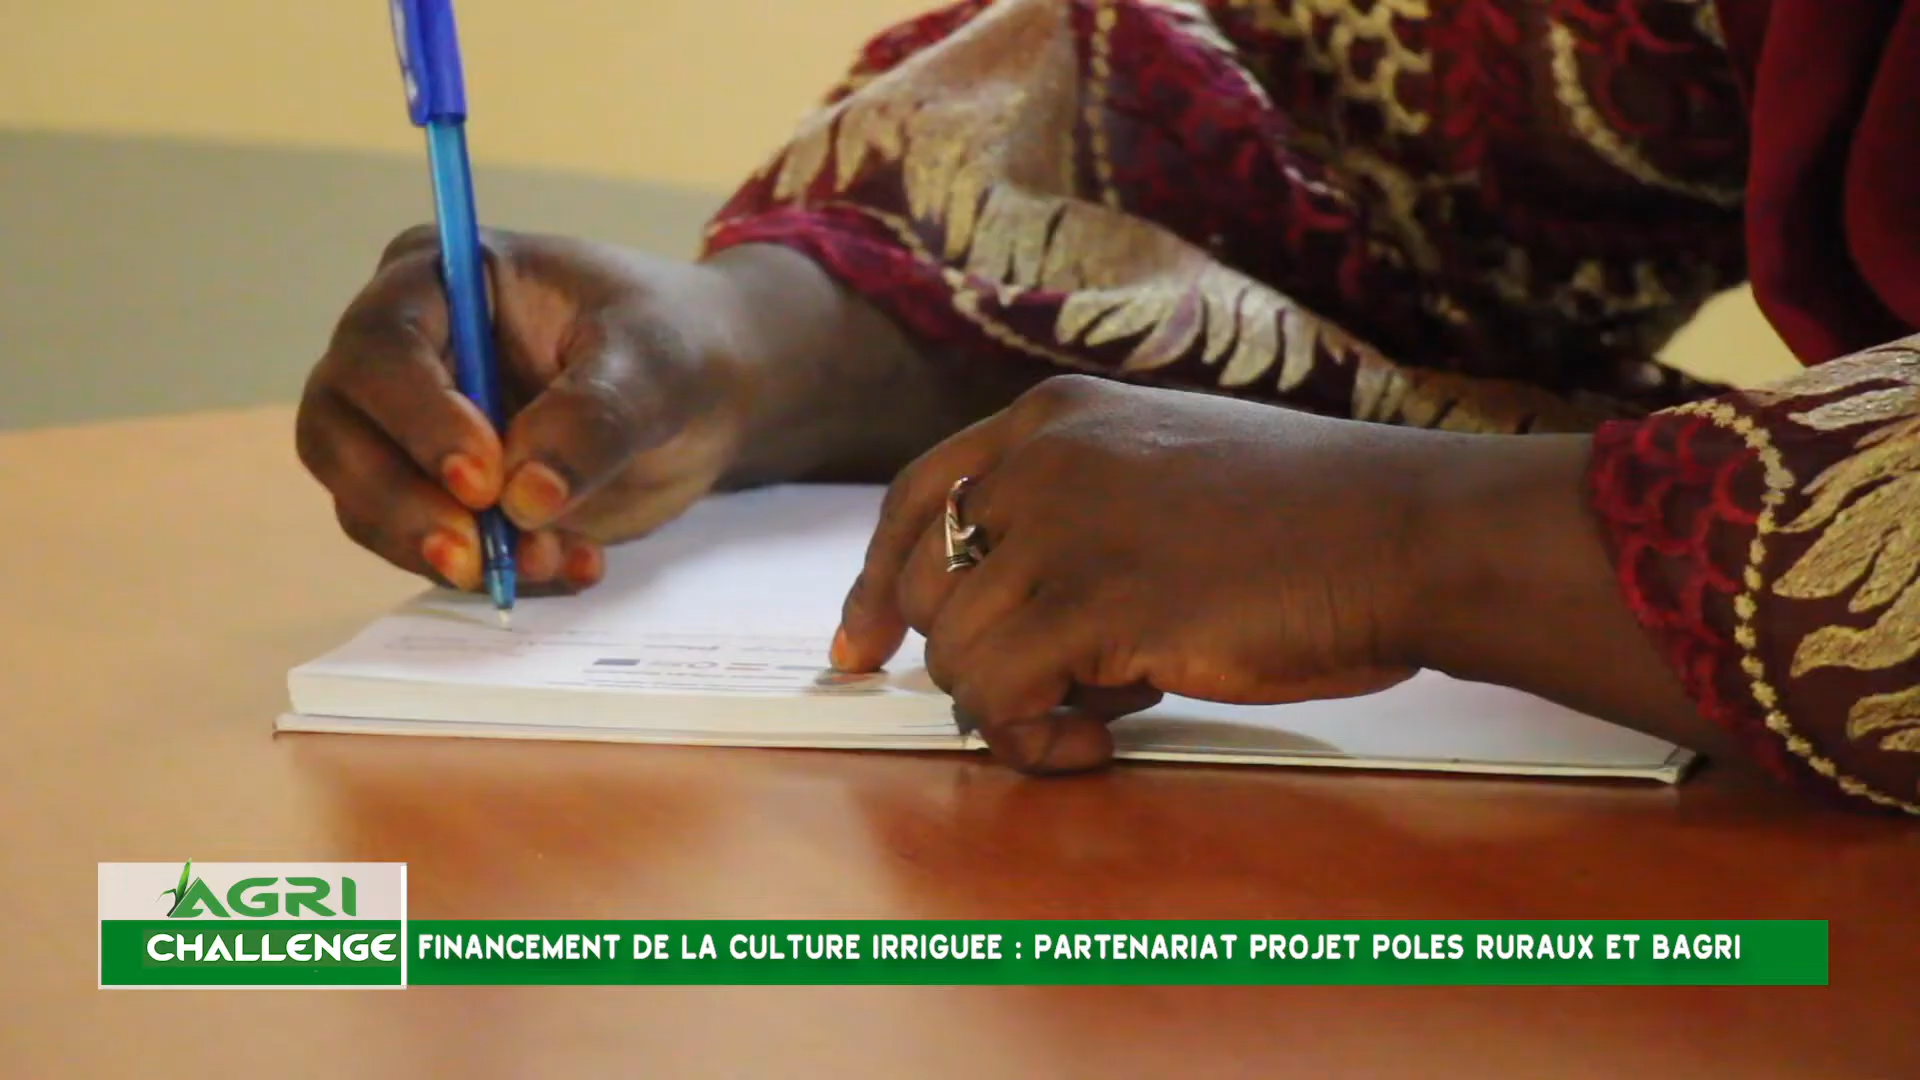 AGRI
CHALLENGE
FINANCEMENT DE LA CULTURE IRRIGUEE : PARTENARIAT PROJET POLES RURAUX ET BAGRI